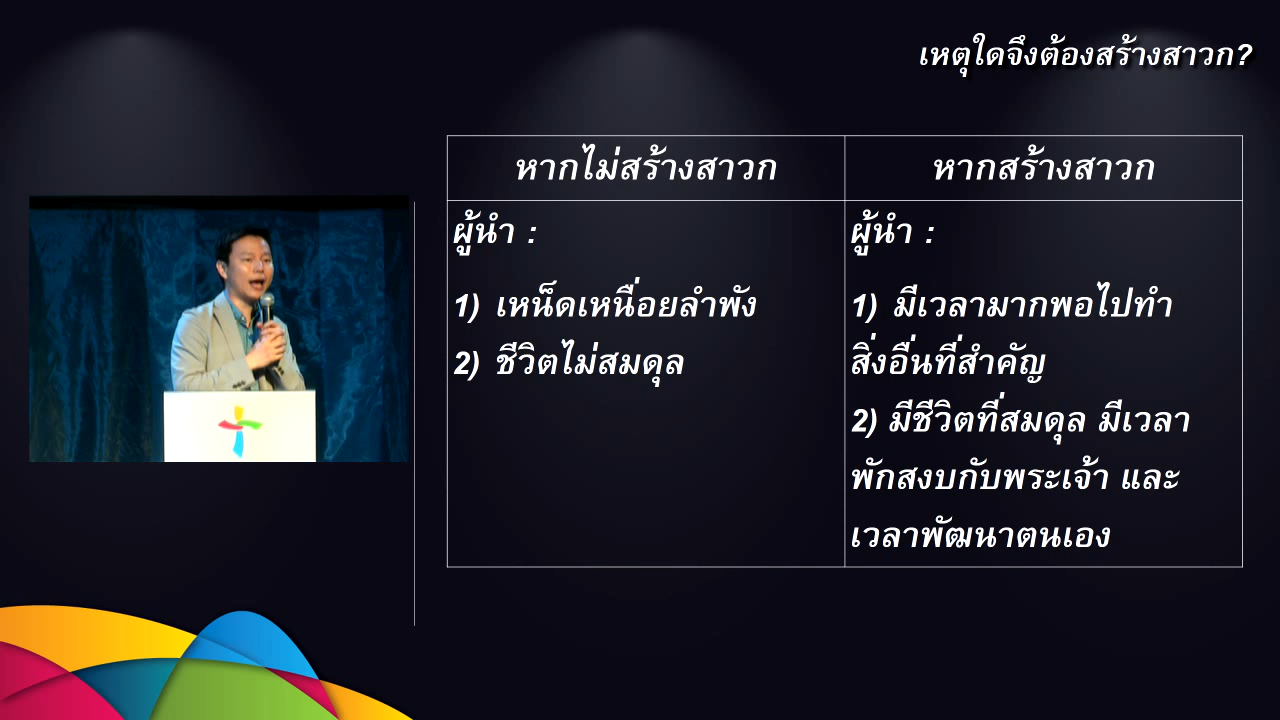 เหตุใดจึงต้องสร้างสาวก?
หากไม่สร้างสาวก
หากสร้างสาวก
ผู้นำ :
1) เหน็ดเหนื่อยลำพัง
2) ชีวิตไม่สมดุล
ผู้นำ :
1) มีเวลามากพอไปทำ
สิ่งอื่นที่สำคัญ
2) มีชีวิตที่สมดุล มีเวลา
พักสงบกับพระเจ้า และ
เวลาพัฒนาตนเอง